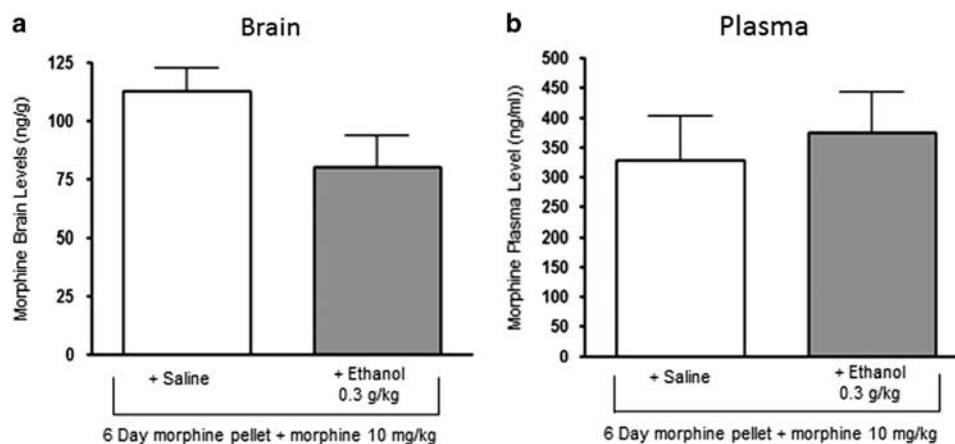 a
Brain
Morphine Brain Levels (ng/g)
125
100
75
50
25
0
+ Saline
+ Ethanol
0.3 g/kg
6 Day morphine pellet + morphine 10 mg/kg
b
Plasma
Morphine Plasma Level (ng/ml))
500
450
400
350
300
250
200
150
100
50
0
+ Saline
+ Ethanol
0.3 g/kg
6 Day morphine pellet + morphine 10 mg/kg